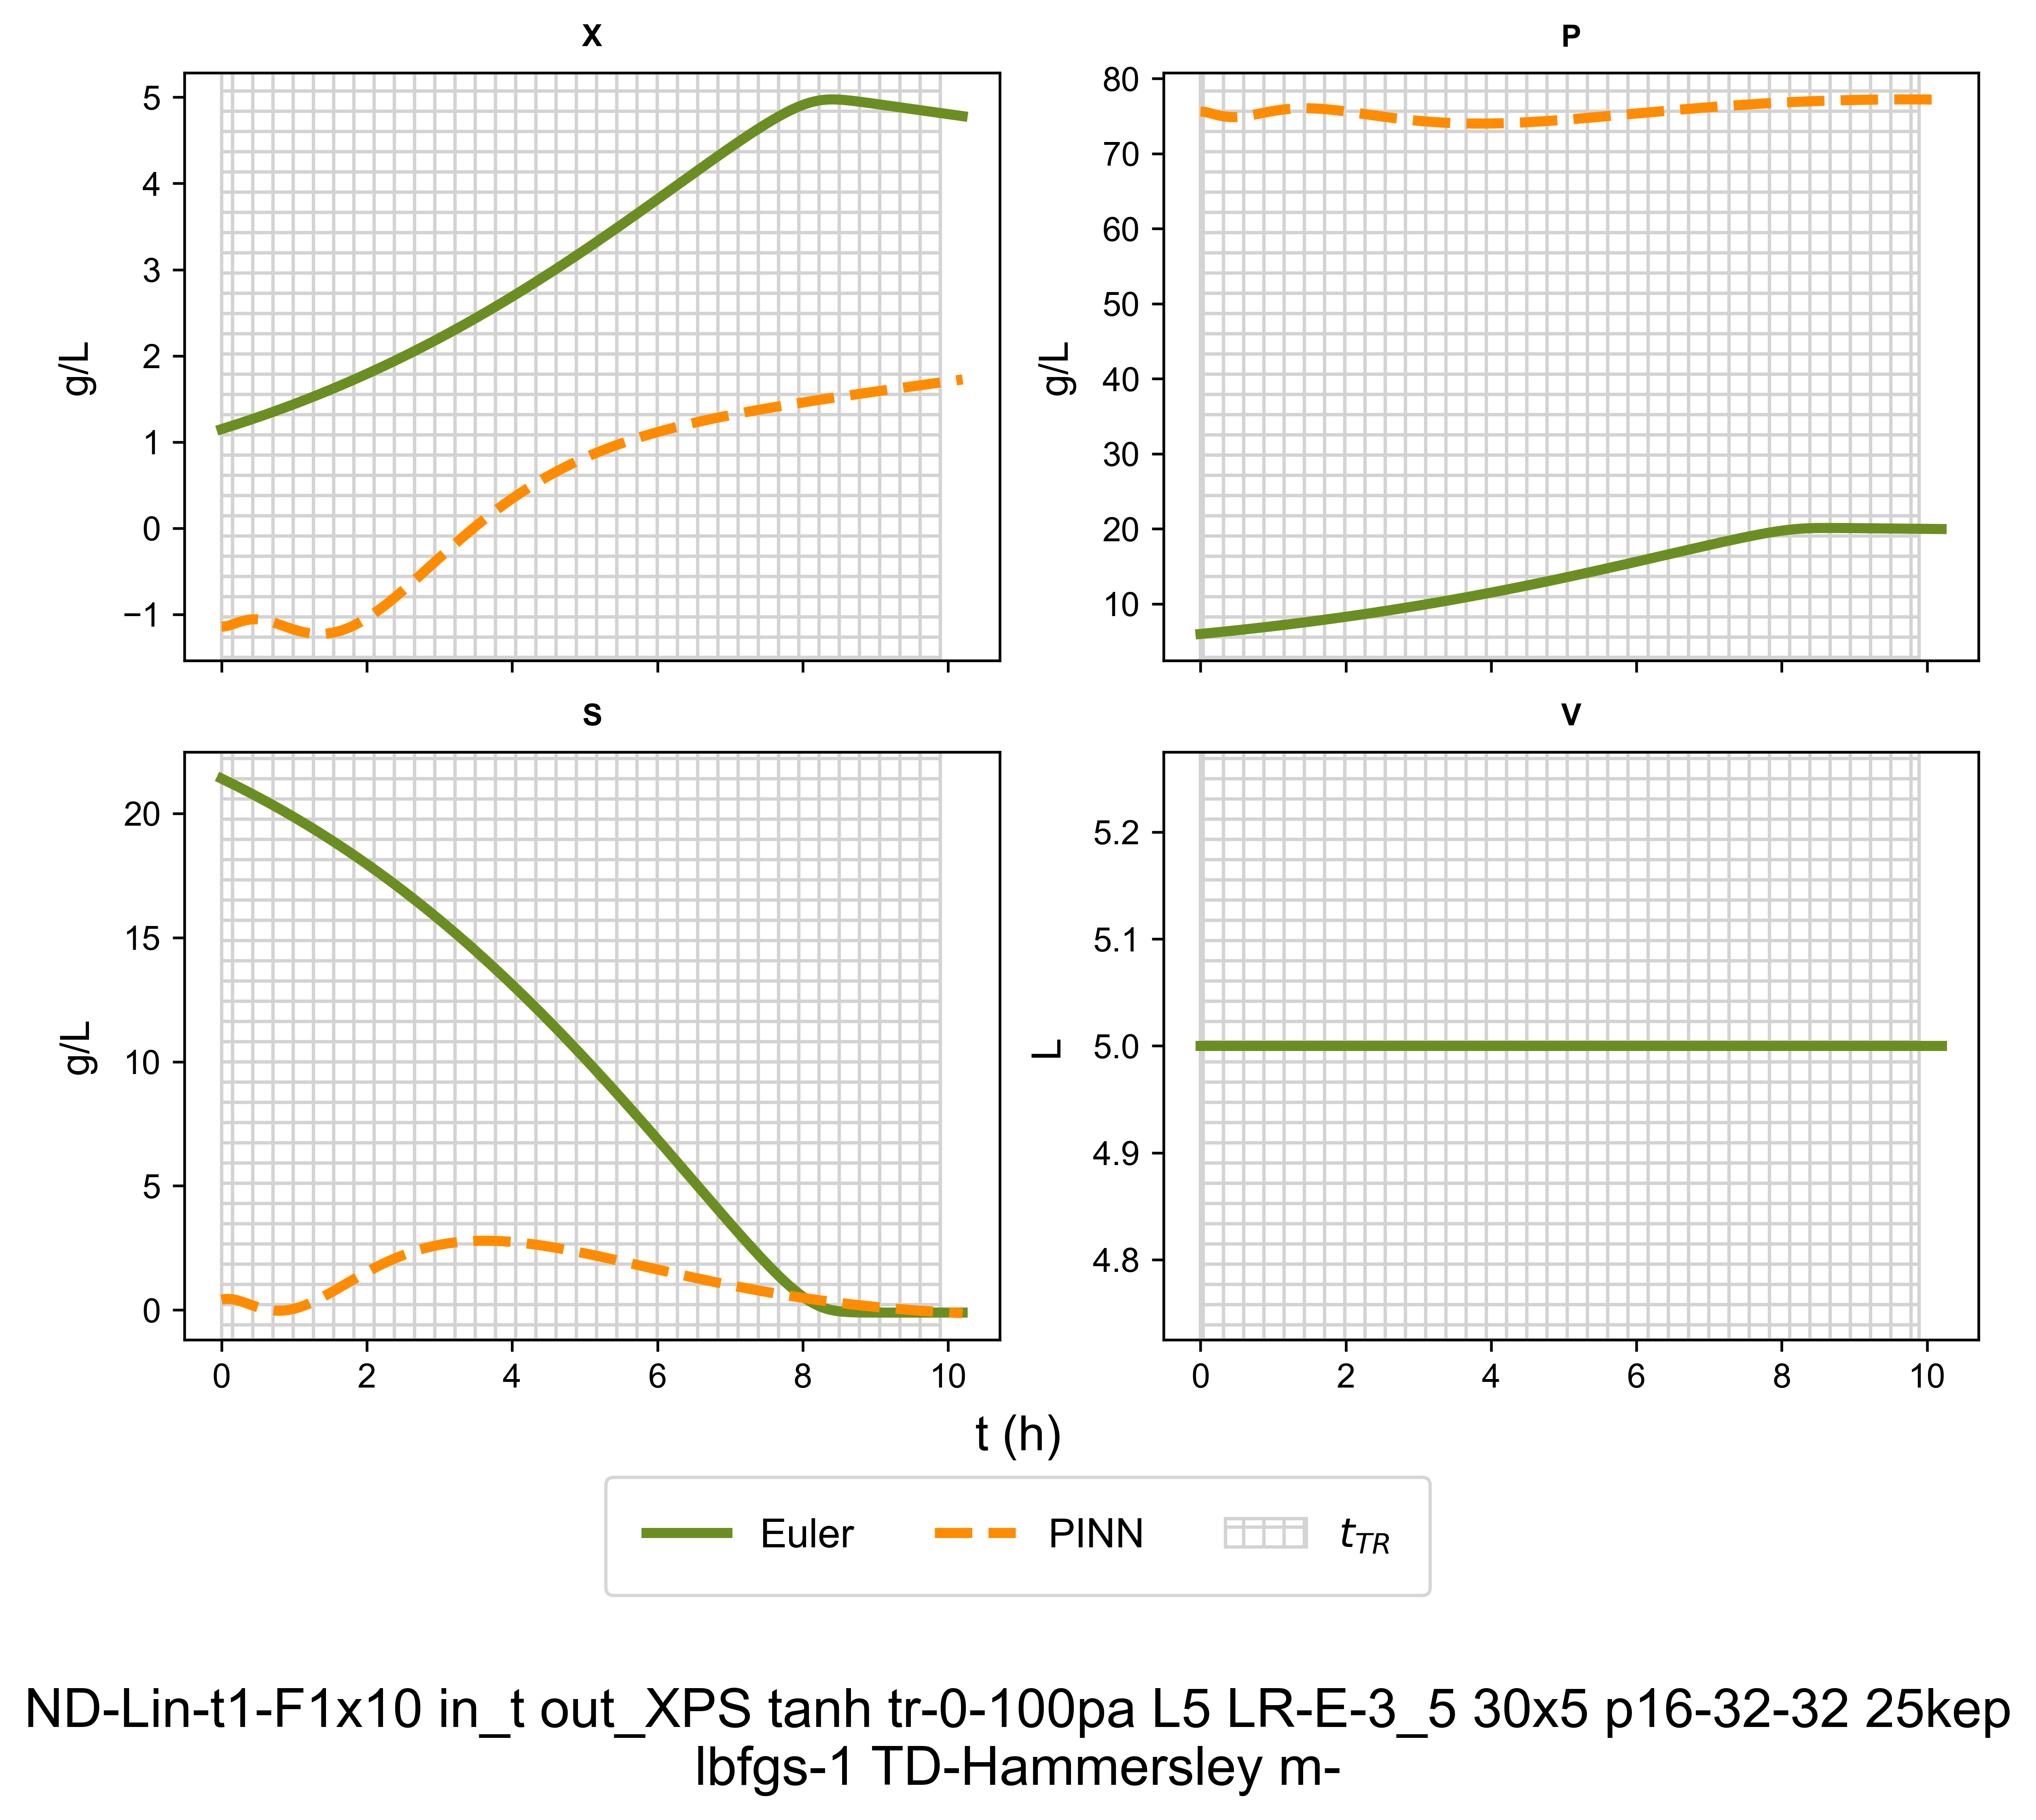 X
5
4
3
2
1
0
−1
g/L
P
80
70
60
50
40
30
20
10
g/L
S
20
15
10
5
0
g/L
0 2 4 6 8 10
V
5.2
5.1
5.0
4.9
4.8
L
0 2 4 6 8 10
t (h)
Euler PINN t_TR
ND-Lin-t1-F1x10 in_t out_XPS tanh tr-0-100pa L5 LR-E-3_5 30x5 p16-32-32 25kep
lbfgs-1 TD-Hammersley m-